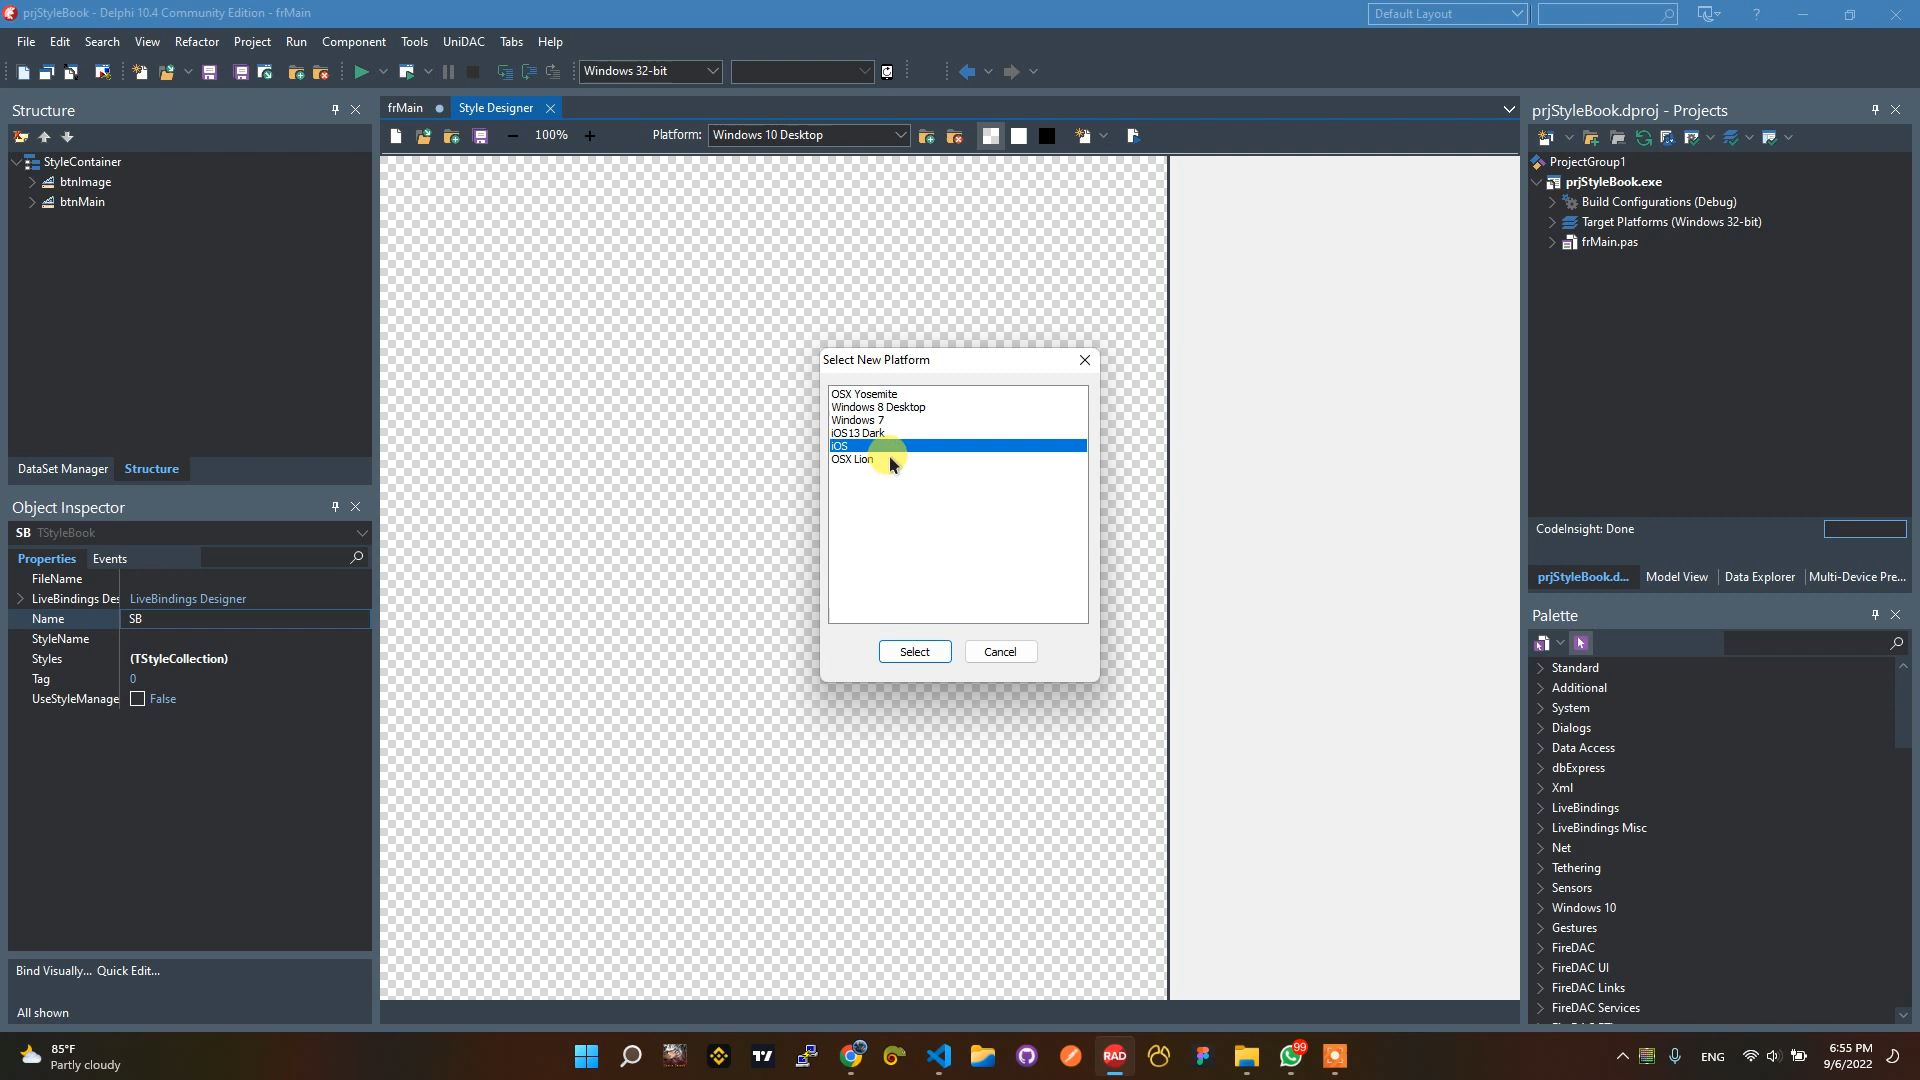 prjStyleBook - Delphi 10.4 Community Edition - frMain
Default Layout
File Edit Search View Refactor Project Run Component Tools UniDAC Tabs Help
Windows 32-bit
Structure
StyleContainer
btnImage
btnMain
DataSet Manager Structure
Object Inspector
SB TStyleBook
Properties Events
FileName
LiveBindings Des LiveBindings Designer
Name SB
StyleName
Styles (TStyleCollection)
Tag 0
UseStyleManage False
Bind Visually... Quick Edit...
All shown
frMain Style Designer
100% Platform: Windows 10 Desktop
Select New Platform
OSX Yosemite
Windows 8 Desktop
Windows 7
iOS13 Dark
iOS
OSX Lion
Select Cancel
prjStyleBook.dproj - Projects
ProjectGroup1
prjStyleBook.exe
Build Configurations (Debug)
Target Platforms (Windows 32-bit)
frMain.pas
CodeInsight: Done
prjStyleBook.d... Model View Data Explorer Multi-Device Pre...
Palette
Standard
Additional
System
Dialogs
Data Access
dbExpress
Xml
LiveBindings
LiveBindings Misc
Net
Tethering
Sensors
Windows 10
Gestures
FireDAC
FireDAC UI
FireDAC Links
FireDAC Services
85°F
Partly cloudy
RAD
99
ENG
6:55 PM
9/6/2022